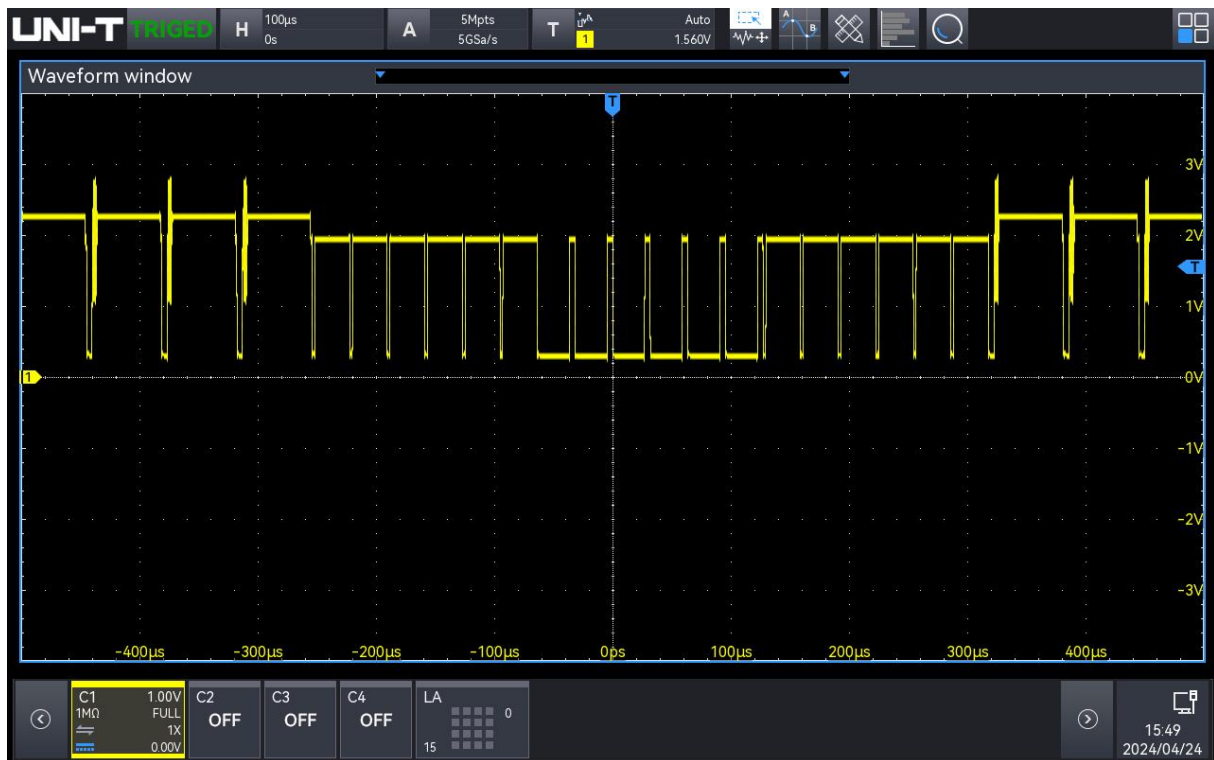 UNI-T TRIGED H 100μs 0s A 5Mpts 5GSa/s T 1 Auto 1.560V A B
Waveform window
T
3V
2V
T
1V
1 0V
-1V
-2V
-3V
-400μs -300μs -200μs -100μs 0ps 100μs 200μs 300μs 400μs
C1 1.00V C2 C3 C4 LA
1MΩ FULL OFF OFF OFF 0
1X
0.00V 15
15:49
2024/04/24